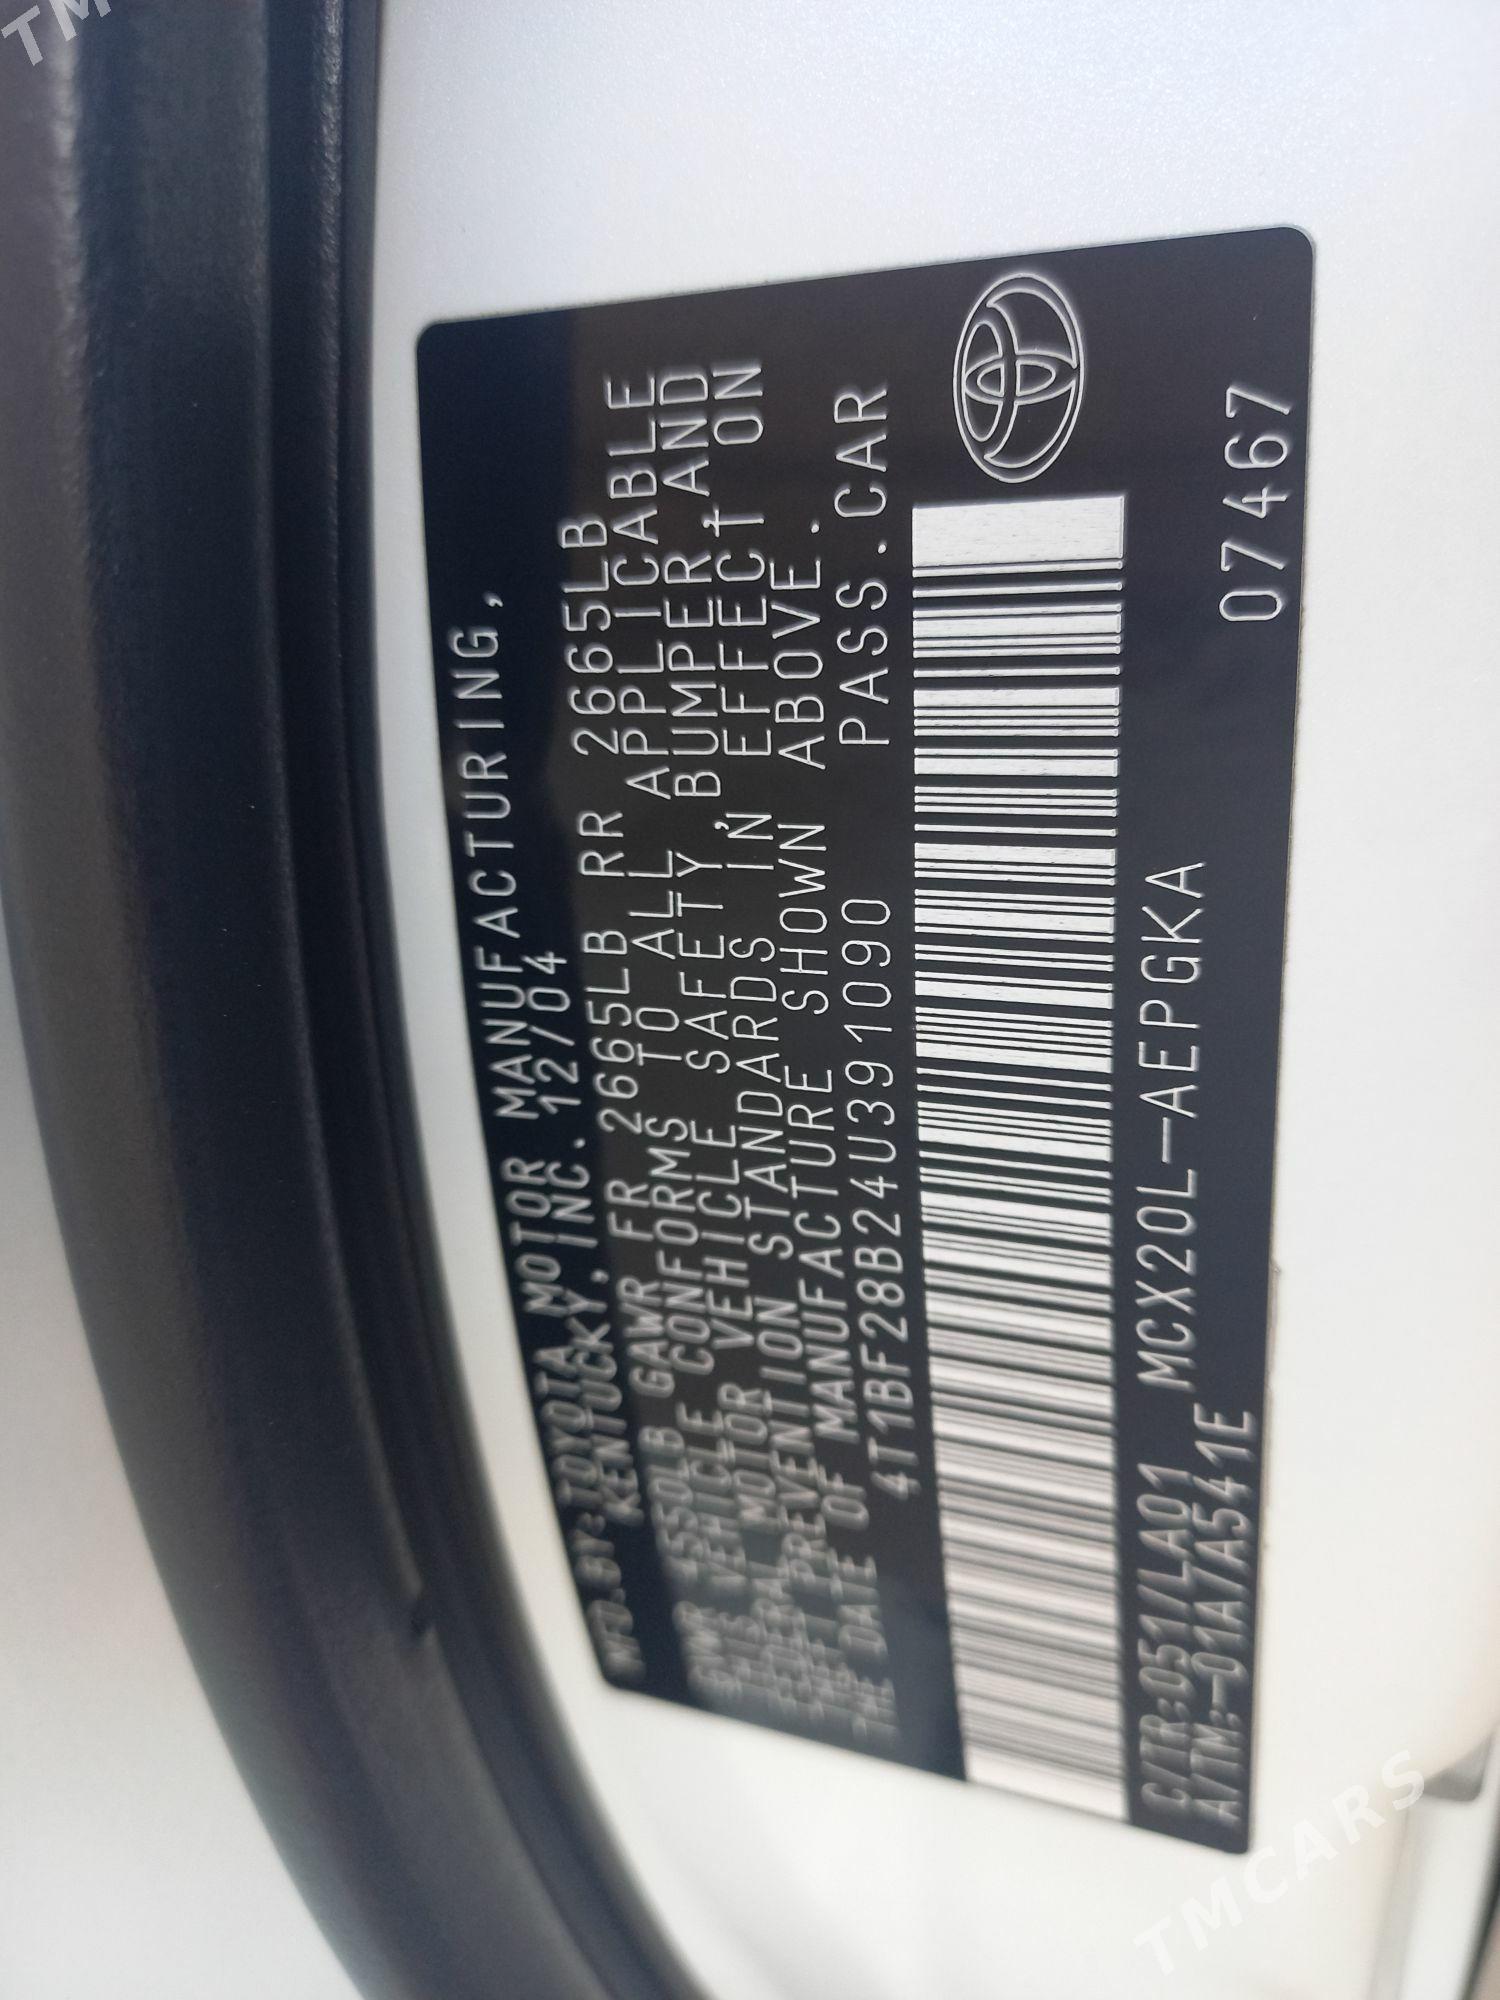 MFD. BY: TOYOTA MOTOR MANUFACTURING,
KENTUCKY, INC. 12/04
GVWR 4550LB GAWR FR 2665LB RR 2665LB
THIS VEHICLE CONFORMS TO ALL APPLICABLE
FEDERAL MOTOR VEHICLE SAFETY, BUMPER, AND
THEFT PREVENTION STANDARDS IN EFFECT ON
THE DATE OF MANUFACTURE SHOWN ABOVE.
4T1BF28B24U391090 PASS.CAR
C/TR:051/LA01 MCX20L-AEPGKA
A/TM:-01A/A541E 07467
TMCARS
TM